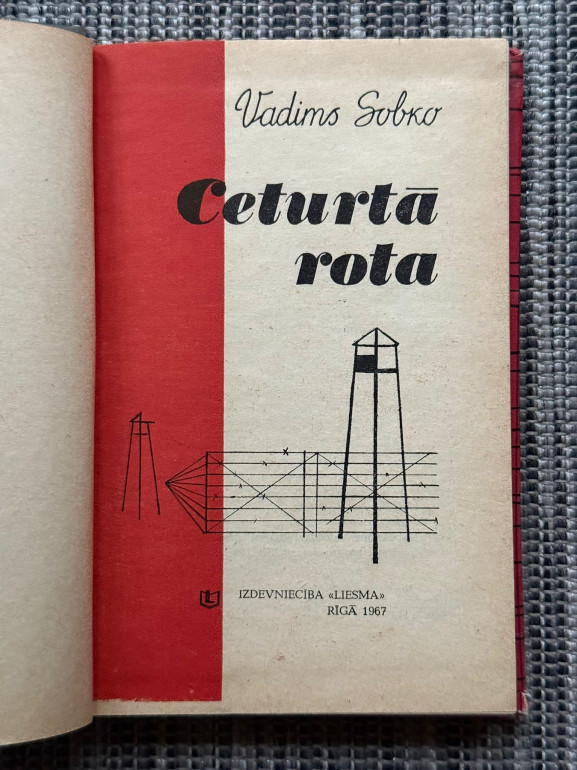 Vadims Sobko
Ceturtā
rota
IZDEVNIECĪBA «LIESMA»
RĪGĀ 1967